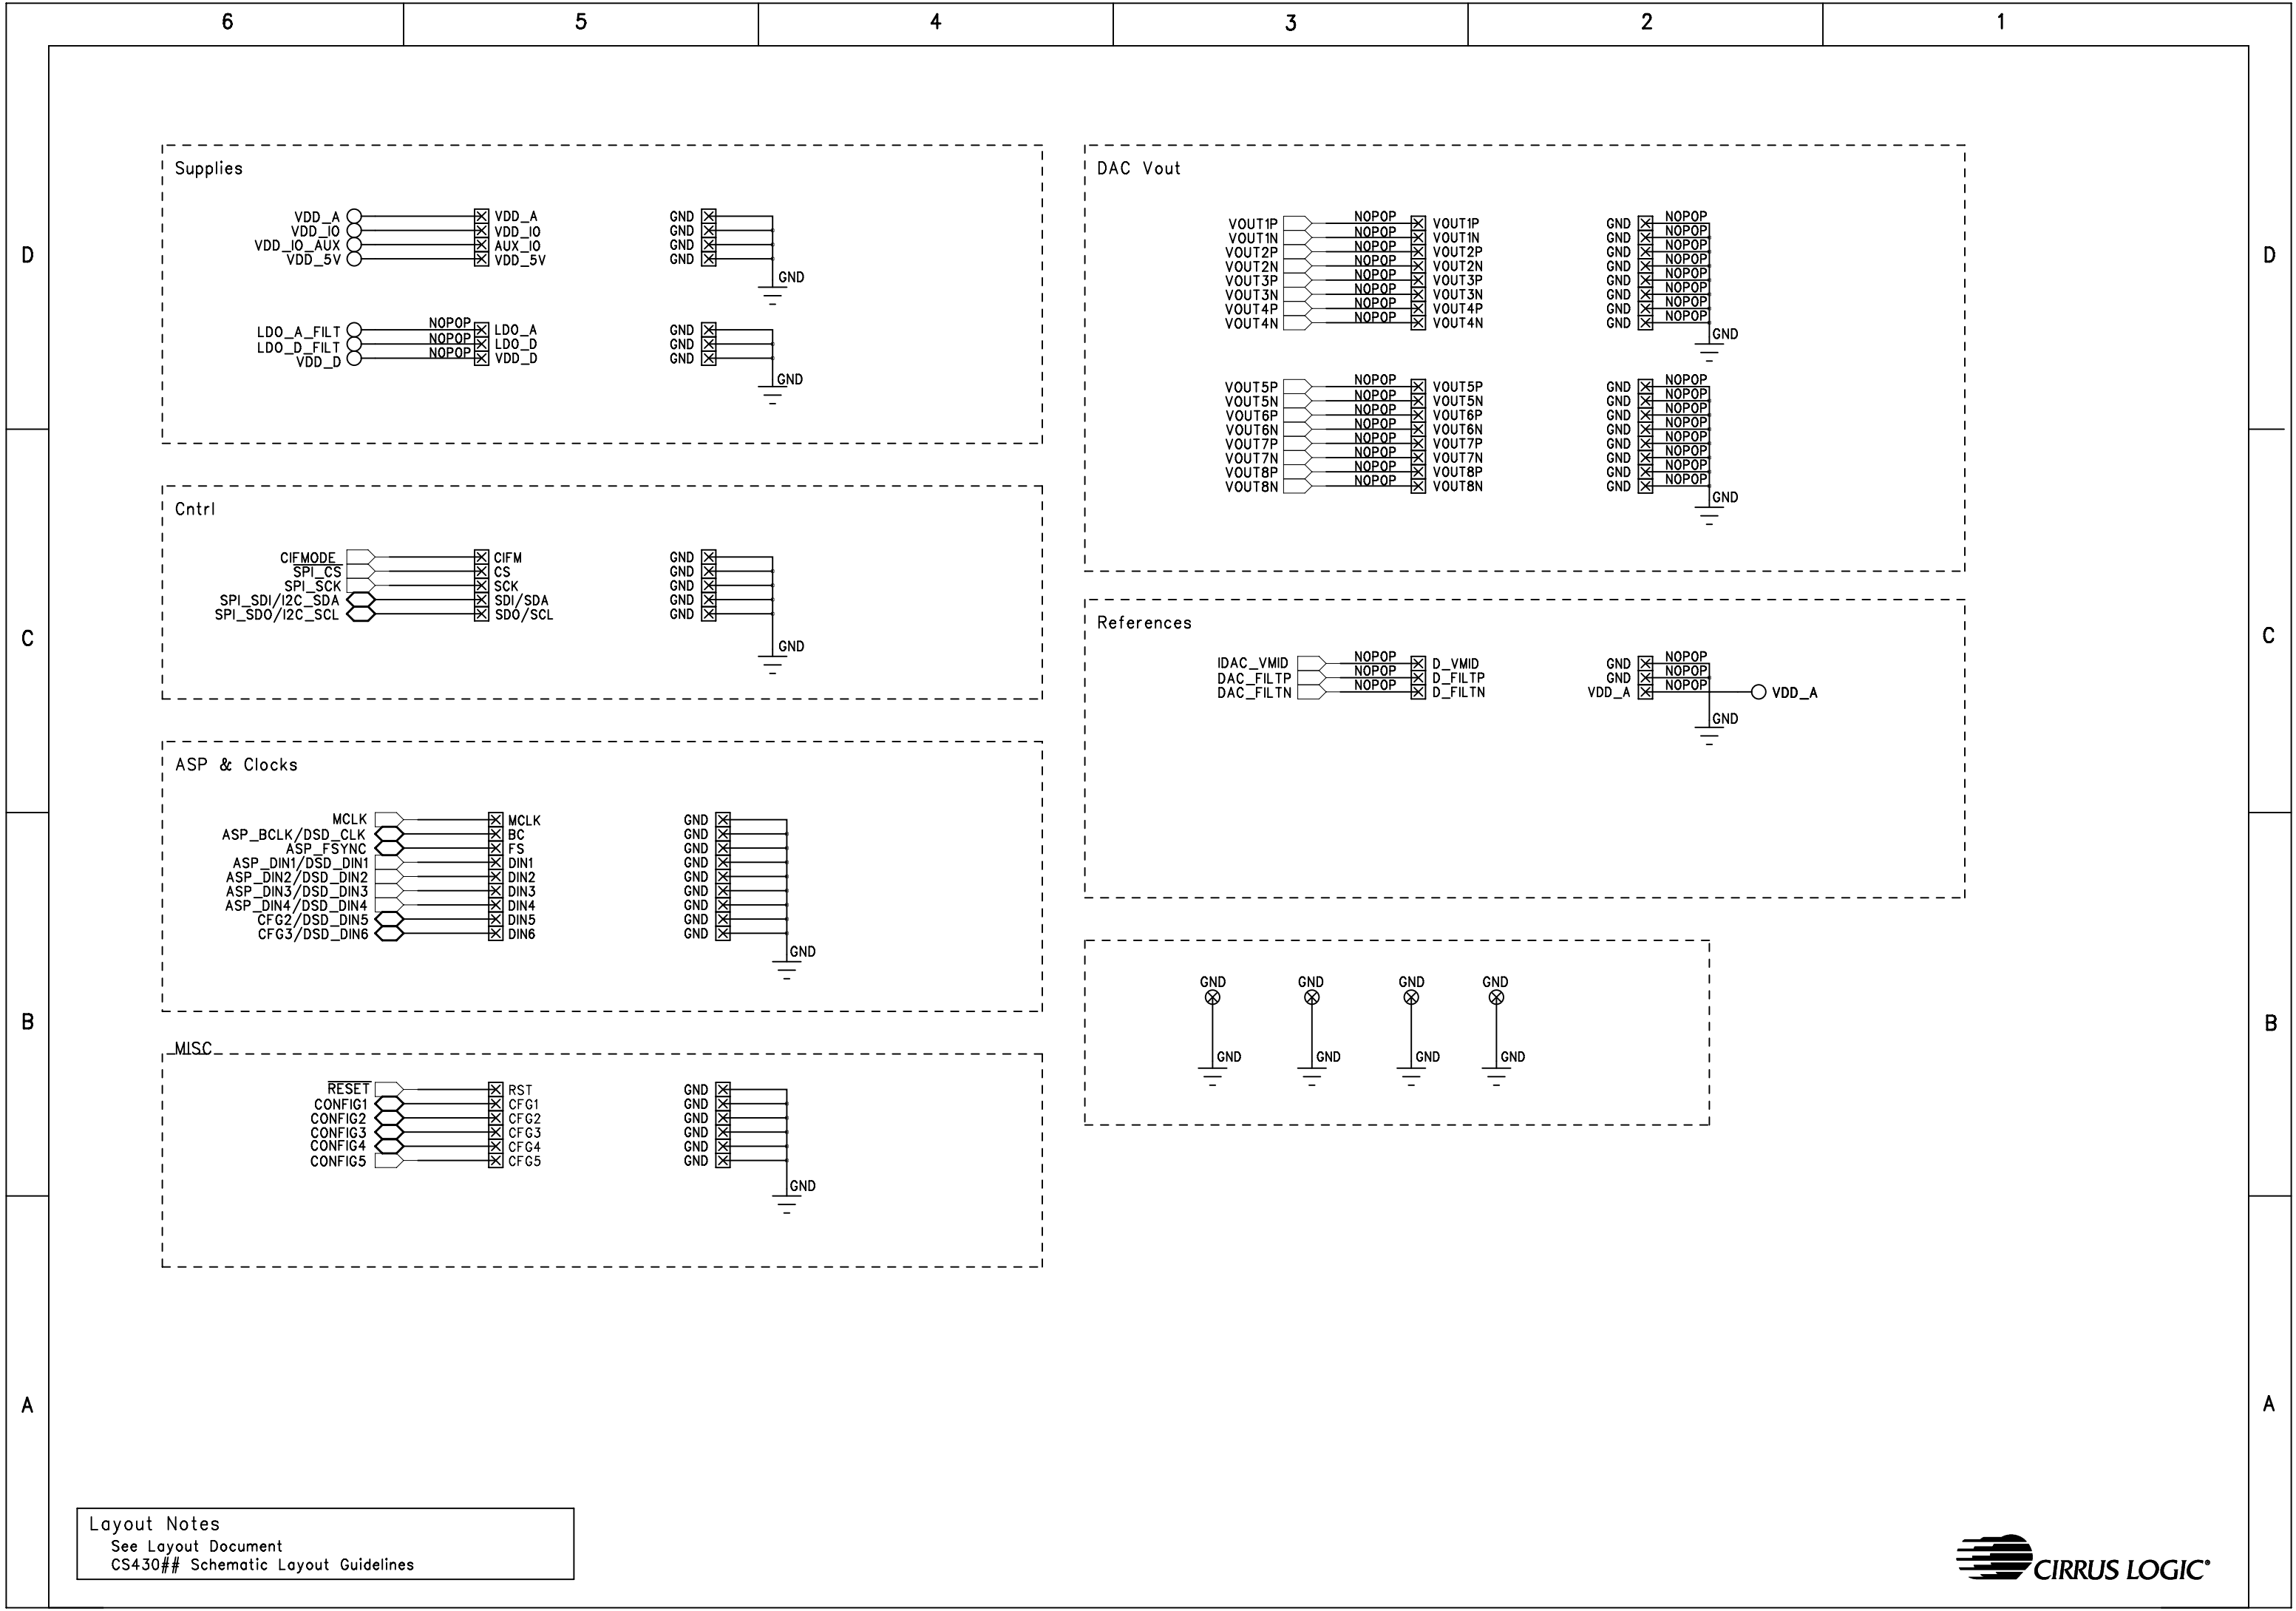 6 5 4 3 2 1
Supplies
VDD_A VDD_A GND
VDD_IO VDD_IO GND
VDD_IO_AUX AUX_IO GND
VDD_5V VDD_5V GND
GND
LDO_A_FILT NOPOP LDO_A GND
LDO_D_FILT NOPOP LDO_D GND
VDD_D NOPOP VDD_D GND
GND
DAC Vout
VOUT1P NOPOP VOUT1P GND NOPOP
VOUT1N NOPOP VOUT1N GND NOPOP
VOUT2P NOPOP VOUT2P GND NOPOP
VOUT2N NOPOP VOUT2N GND NOPOP
VOUT3P NOPOP VOUT3P GND NOPOP
VOUT3N NOPOP VOUT3N GND NOPOP
VOUT4P NOPOP VOUT4P GND NOPOP
VOUT4N NOPOP VOUT4N GND NOPOP
GND
VOUT5P NOPOP VOUT5P GND NOPOP
VOUT5N NOPOP VOUT5N GND NOPOP
VOUT6P NOPOP VOUT6P GND NOPOP
VOUT6N NOPOP VOUT6N GND NOPOP
VOUT7P NOPOP VOUT7P GND NOPOP
VOUT7N NOPOP VOUT7N GND NOPOP
VOUT8P NOPOP VOUT8P GND NOPOP
VOUT8N NOPOP VOUT8N GND NOPOP
GND
D D
Cntrl
CIFMODE CIFM GND
SPI_CS CS GND
SPI_SCK SCK GND
SPI_SDI/I2C_SDA SDI/SDA GND
SPI_SDO/I2C_SCL SDO/SCL GND
GND
References
IDAC_VMID NOPOP D_VMID GND NOPOP
DAC_FILTP NOPOP D_FILTP GND NOPOP
DAC_FILTN NOPOP D_FILTN VDD_A NOPOP VDD_A
GND
C C
ASP & Clocks
MCLK MCLK GND
ASP_BCLK/DSD_CLK BC GND
ASP_FSYNC FS GND
ASP_DIN1/DSD_DIN1 DIN1 GND
ASP_DIN2/DSD_DIN2 DIN2 GND
ASP_DIN3/DSD_DIN3 DIN3 GND
ASP_DIN4/DSD_DIN4 DIN4 GND
CFG2/DSD_DIN5 DIN5 GND
CFG3/DSD_DIN6 DIN6 GND
GND
GND GND GND GND
GND GND GND GND
B B
MISC
RESET RST GND
CONFIG1 CFG1 GND
CONFIG2 CFG2 GND
CONFIG3 CFG3 GND
CONFIG4 CFG4 GND
CONFIG5 CFG5 GND
GND
A A
Layout Notes
See Layout Document
CS430## Schematic Layout Guidelines
CIRRUS LOGIC®